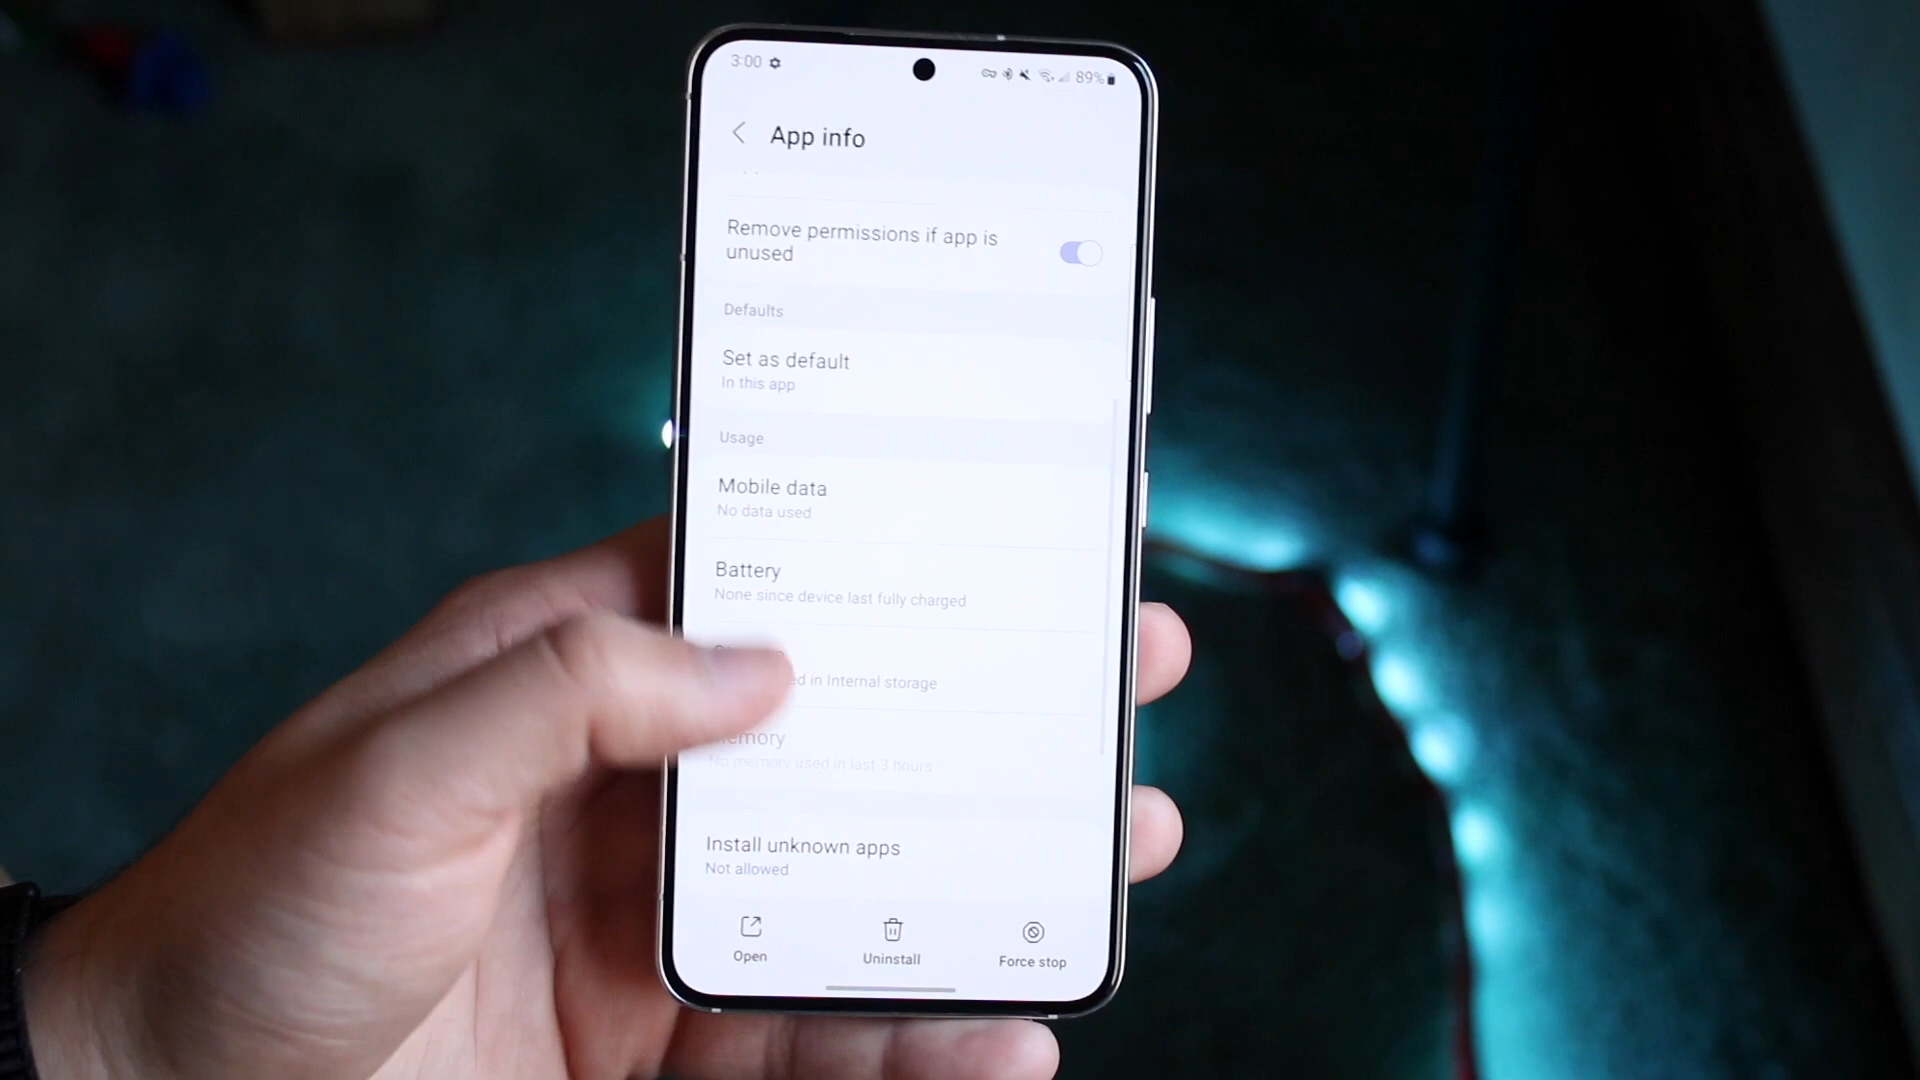 3:00
89%
App info
Remove permissions if app is
unused
Defaults
Set as default
In this app
Usage
Mobile data
No data used
Battery
None since device last fully charged
in Internal storage
Memory
No memory used in last 3 hours
Install unknown apps
Not allowed
Open
Uninstall
Force stop